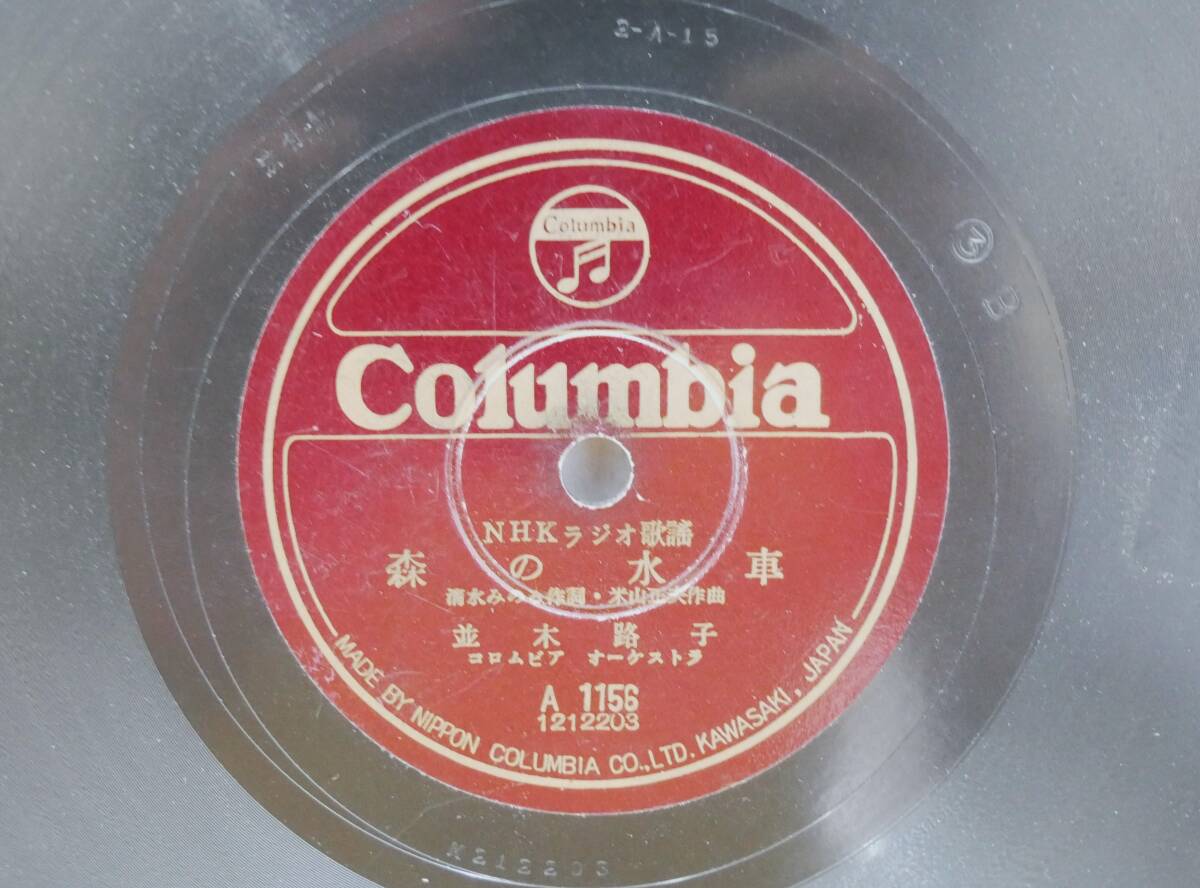 2-A-15
Columbia
Columbia
NHKラジオ歌謡
森の水車
清水みのる作詞・米山正夫作曲
並木路子
コロムビア オーケストラ
A 1156
1212203
MADE BY NIPPON COLUMBIA CO.,LTD. KAWASAKI, JAPAN
③ B